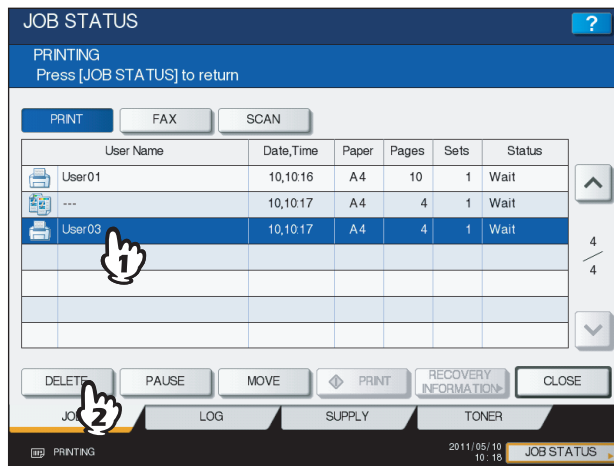 JOB STATUS
?
PRINTING
Press [JOB STATUS] to return
PRINT FAX SCAN
User Name Date,Time Paper Pages Sets Status
User01 10,10:16 A4 10 1 Wait
--- 10,10:17 A4 4 1 Wait
User03 10,10:17 A4 4 1 Wait
1
4
4
DELETE PAUSE MOVE PRINT RECOVERY INFORMATION CLOSE
2
LOG SUPPLY TONER
PRINTING
2011/05/10
10:18
JOB STATUS